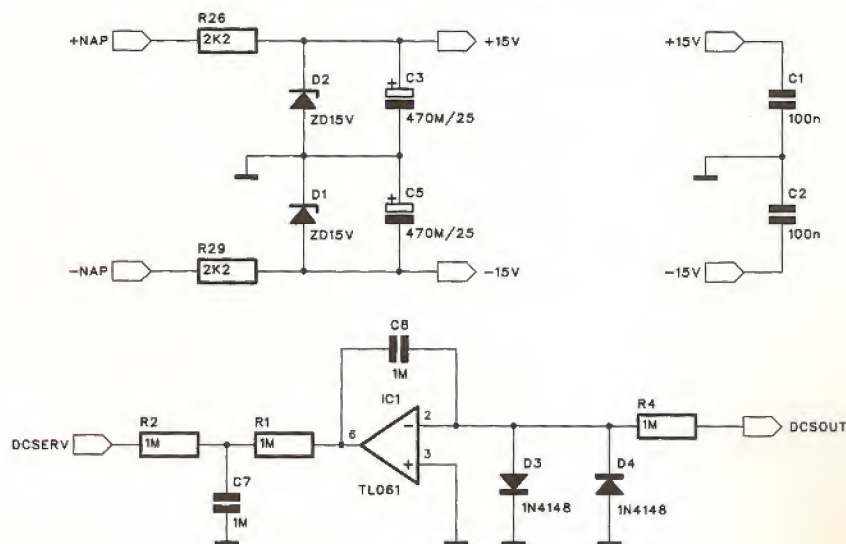 R26
+NAP
2K2
+15V
D2
ZD15V
C3
+
470M/25
D1
ZD15V
C5
+
470M/25
R29
-NAP
2K2
-15V
+15V
C1
100n
C2
100n
-15V
C8
1M
IC1
R2
R1
6
2
-
+
3
R4
DCSERV
1M
1M
1M
DCSOUT
TL061
C7
1M
D3
1N4148
D4
1N4148